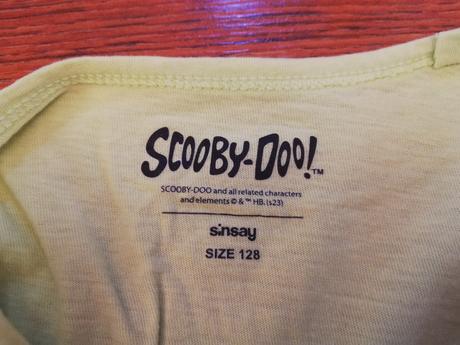 SCOOBY-DOO!™
SCOOBY-DOO and all related characters
and elements © & ™ HB. (s23)
sinsay
SIZE 128